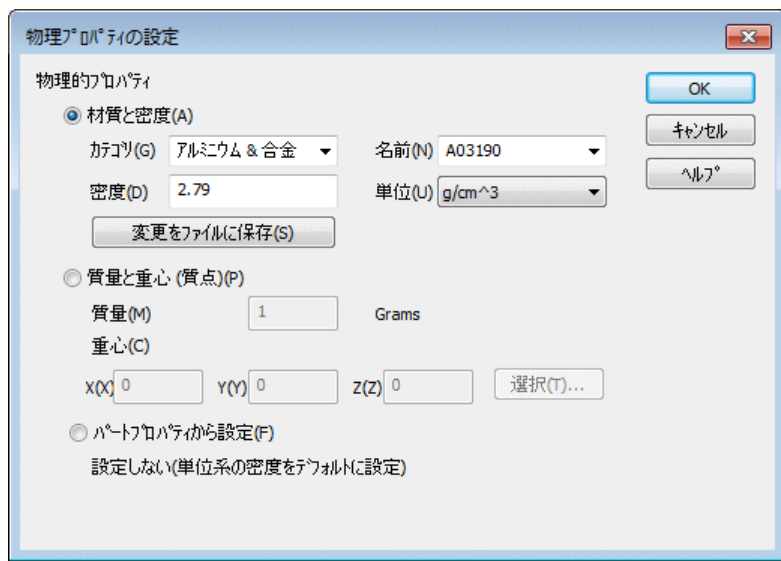 物理ﾌﾟﾛﾊﾟﾃｨの設定
物理的ﾌﾟﾛﾊﾟﾃｨ
OK
材質と密度(A)
ｶﾃｺﾞﾘ(G) ｱﾙﾐﾆｳﾑ & 合金 名前(N) A03190
ｷｬﾝｾﾙ
密度(D) 2.79 単位(U) g/cm^3
ﾍﾙﾌﾟ
変更をﾌｧｲﾙに保存(S)
質量と重心 (質点)(P)
質量(M) 1 Grams
重心(C)
X(X) 0 Y(Y) 0 Z(Z) 0 選択(T)...
ﾊﾟｰﾄﾌﾟﾛﾊﾟﾃｨから設定(F)
設定しない(単位系の密度をﾃﾞﾌｫﾙﾄに設定)